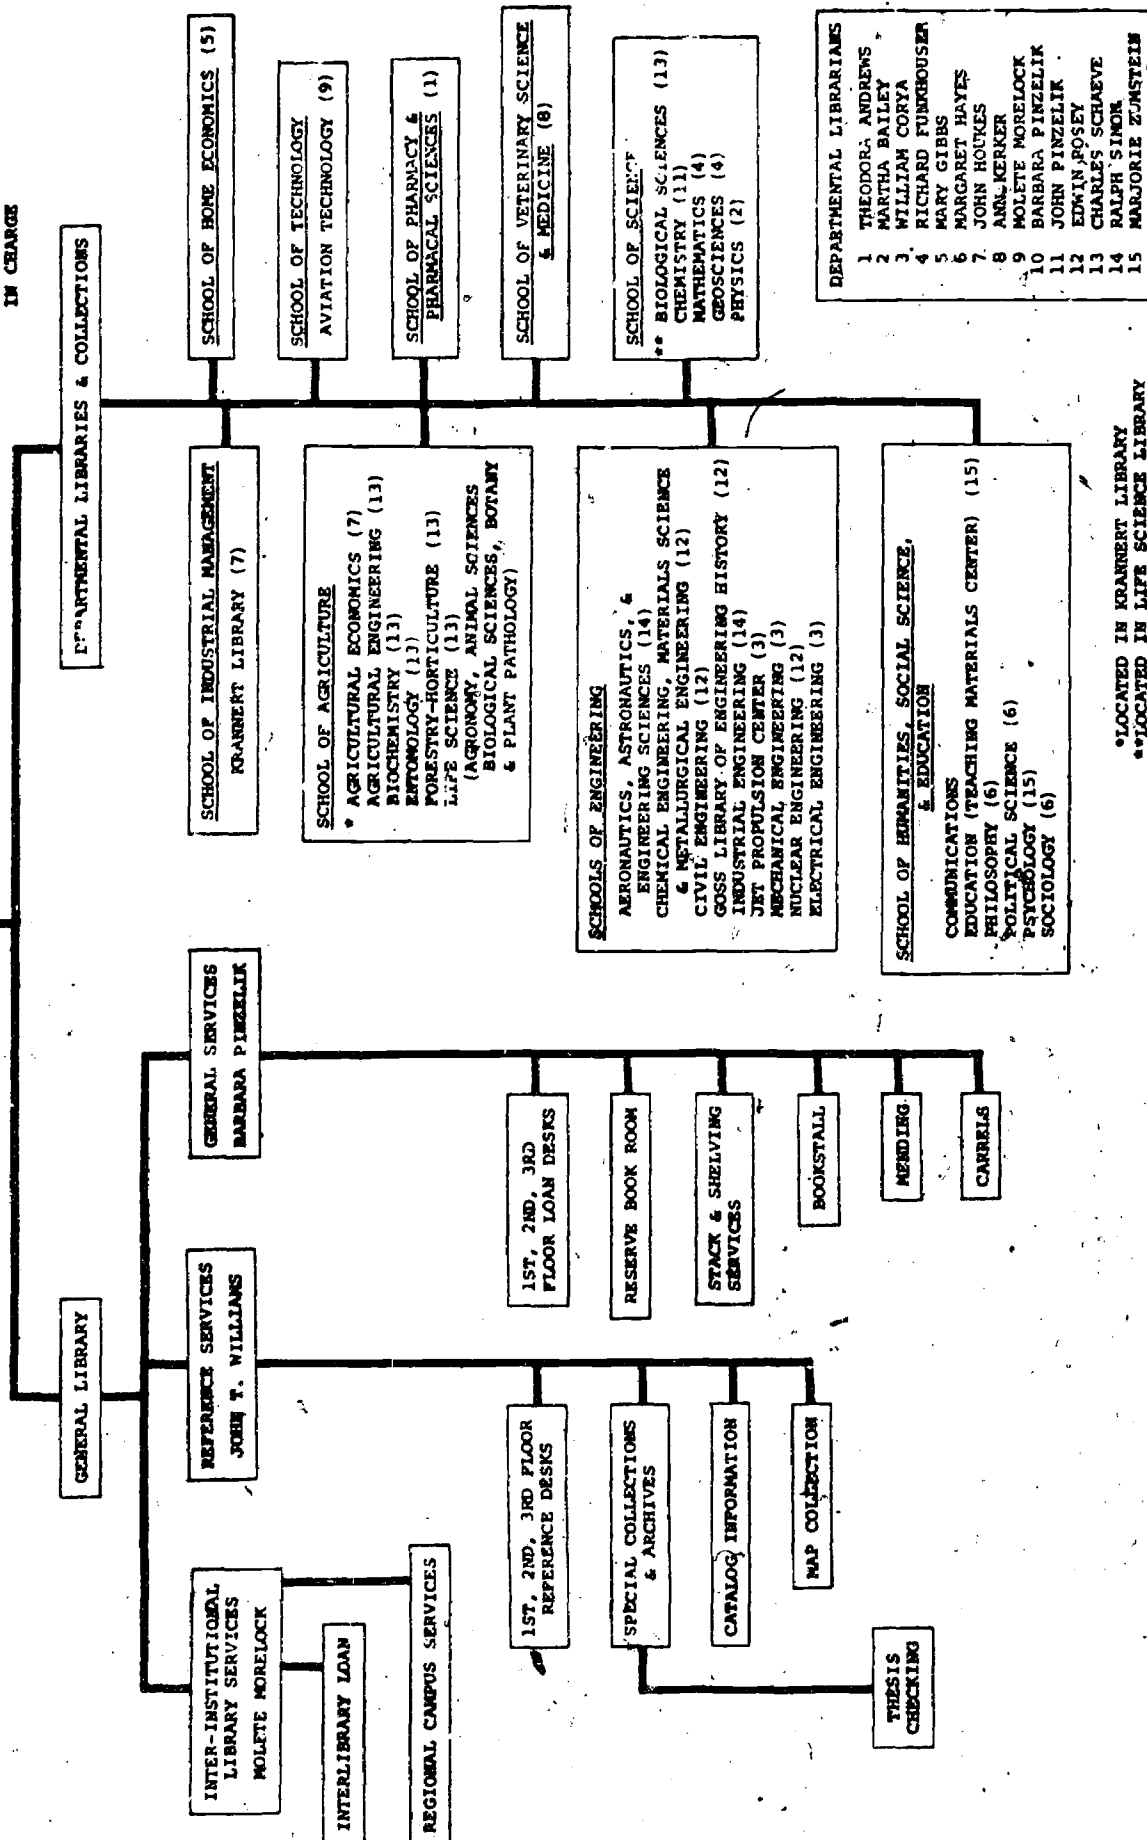 IN CHARGE
GENERAL LIBRARY
DEPARTMENTAL LIBRARIES & COLLECTIONS
INTER-INSTITUTIONAL
LIBRARY SERVICES
MOLETE MORELOCK
INTERLIBRARY LOAN
REGIONAL CAMPUS SERVICES
REFERENCE SERVICES
JOHN T. WILLIAMS
1ST, 2ND, 3RD FLOOR
REFERENCE DESKS
SPECIAL COLLECTIONS
& ARCHIVES
CATALOG INFORMATION
MAP COLLECTION
THESIS
CHECKING
GENERAL SERVICES
BARBARA PINZELIK
1ST, 2ND, 3RD
FLOOR LOAN DESKS
RESERVE BOOK ROOM
STACK & SHELVING
SERVICES
BOOKSTALL
MENDING
CARRELS
SCHOOL OF INDUSTRIAL MANAGEMENT
KRANNERT LIBRARY (7)
SCHOOL OF AGRICULTURE
* AGRICULTURAL ECONOMICS (7)
AGRICULTURAL ENGINEERING (13)
BIOCHEMISTRY (13)
ENTOMOLOGY (13)
FORESTRY-HORTICULTURE (13)
LIFE SCIENCE (13)
(AGRONOMY, ANIMAL SCIENCES
BIOLOGICAL SCIENCES, BOTANY
& PLANT PATHOLOGY)
SCHOOLS OF ENGINEERING
AERONAUTICS, ASTRONAUTICS, &
ENGINEERING SCIENCES (14)
CHEMICAL ENGINEERING, MATERIALS SCIENCE
& METALLURGICAL ENGINEERING (12)
CIVIL ENGINEERING (12)
GOSS LIBRARY OF ENGINEERING HISTORY (12)
INDUSTRIAL ENGINEERING (14)
JET PROPULSION CENTER (3)
MECHANICAL ENGINEERING (3)
NUCLEAR ENGINEERING (12)
ELECTRICAL ENGINEERING (3)
SCHOOL OF HUMANITIES, SOCIAL SCIENCE,
& EDUCATION
COMMUNICATIONS
EDUCATION (TEACHING MATERIALS CENTER) (15)
PHILOSOPHY (6)
POLITICAL SCIENCE (6)
PSYCHOLOGY (15)
SOCIOLOGY (6)
SCHOOL OF HOME ECONOMICS (5)
SCHOOL OF TECHNOLOGY
AVIATION TECHNOLOGY (9)
SCHOOL OF PHARMACY &
PHARMACAL SCIENCES (1)
SCHOOL OF VETERINARY SCIENCE
& MEDICINE (8)
SCHOOL OF SCIENCE
** BIOLOGICAL SCIENCES (13)
CHEMISTRY (11)
MATHEMATICS (4)
GEOSCIENCES (4)
PHYSICS (2)
*LOCATED IN KRANNERT LIBRARY
**LOCATED IN LIFE SCIENCE LIBRARY
DEPARTMENTAL LIBRARIANS
1 THEODORA ANDREWS
2 MARTHA BAILEY
3. WILLIAM CORYA
4 RICHARD FUNKHOUSER
5 MARY GIBBS
6 MARGARET HAYES
7. JOHN HOUKES
8 ANN KERKER
9 MOLETE MORELOCK
10 BARBARA PINZELIK
11 JOHN PINZELIK
12 EDWIN POSEY
13 CHARLES SCHAEVE
14 RALPH SIMON
15 MARJORIE ZUMSTEIN